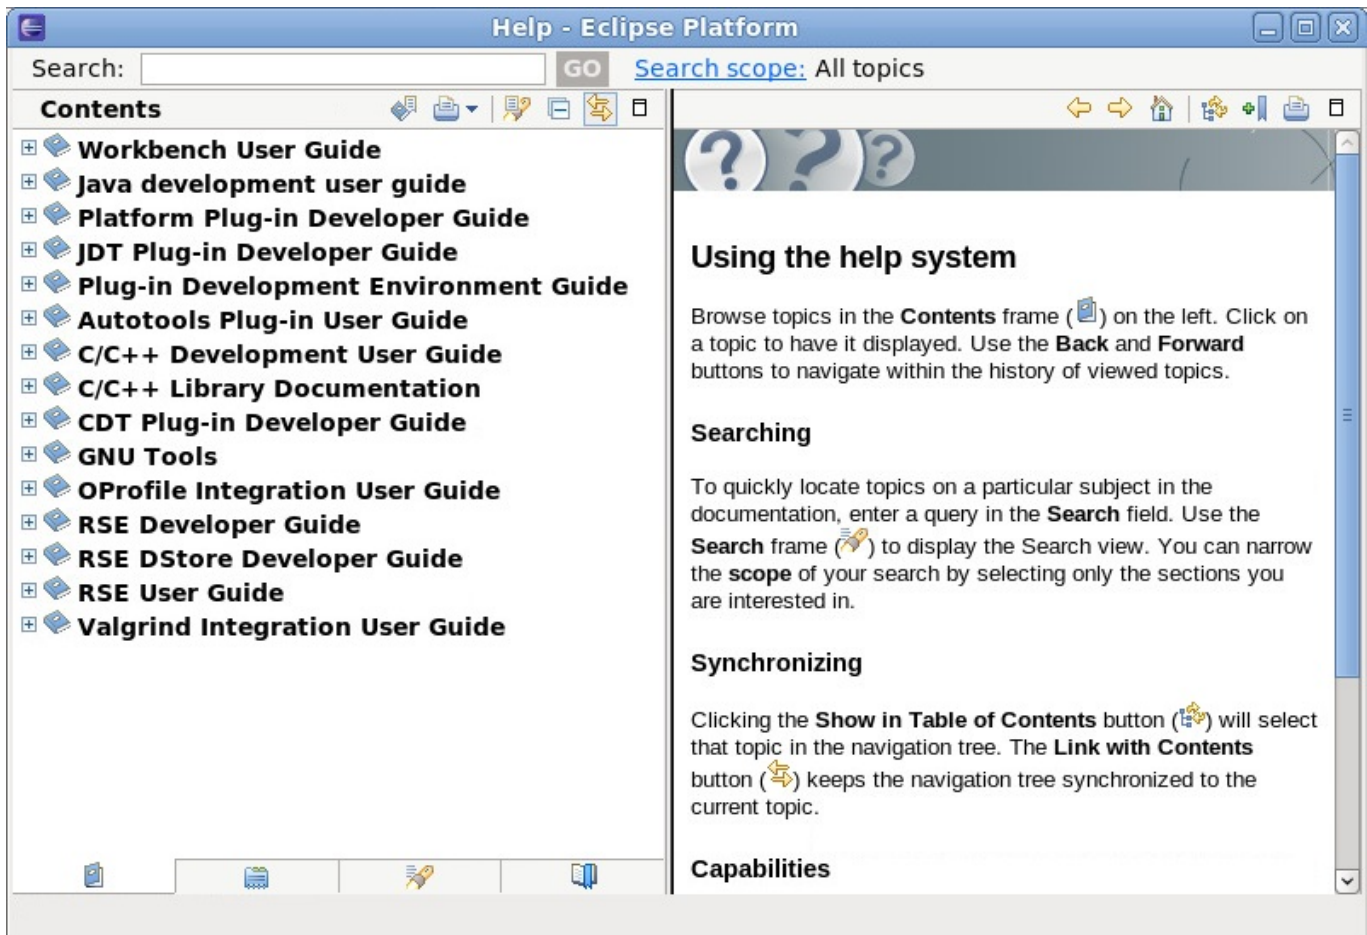 Help - Eclipse Platform
Search: GO Search scope: All topics
Contents
Workbench User Guide
Java development user guide
Platform Plug-in Developer Guide
JDT Plug-in Developer Guide
Plug-in Development Environment Guide
Autotools Plug-in User Guide
C/C++ Development User Guide
C/C++ Library Documentation
CDT Plug-in Developer Guide
GNU Tools
OProfile Integration User Guide
RSE Developer Guide
RSE DStore Developer Guide
RSE User Guide
Valgrind Integration User Guide
Using the help system
Browse topics in the Contents frame ( ) on the left. Click on
a topic to have it displayed. Use the Back and Forward
buttons to navigate within the history of viewed topics.
Searching
To quickly locate topics on a particular subject in the
documentation, enter a query in the Search field. Use the
Search frame ( ) to display the Search view. You can narrow
the scope of your search by selecting only the sections you
are interested in.
Synchronizing
Clicking the Show in Table of Contents button ( ) will select
that topic in the navigation tree. The Link with Contents
button ( ) keeps the navigation tree synchronized to the
current topic.
Capabilities